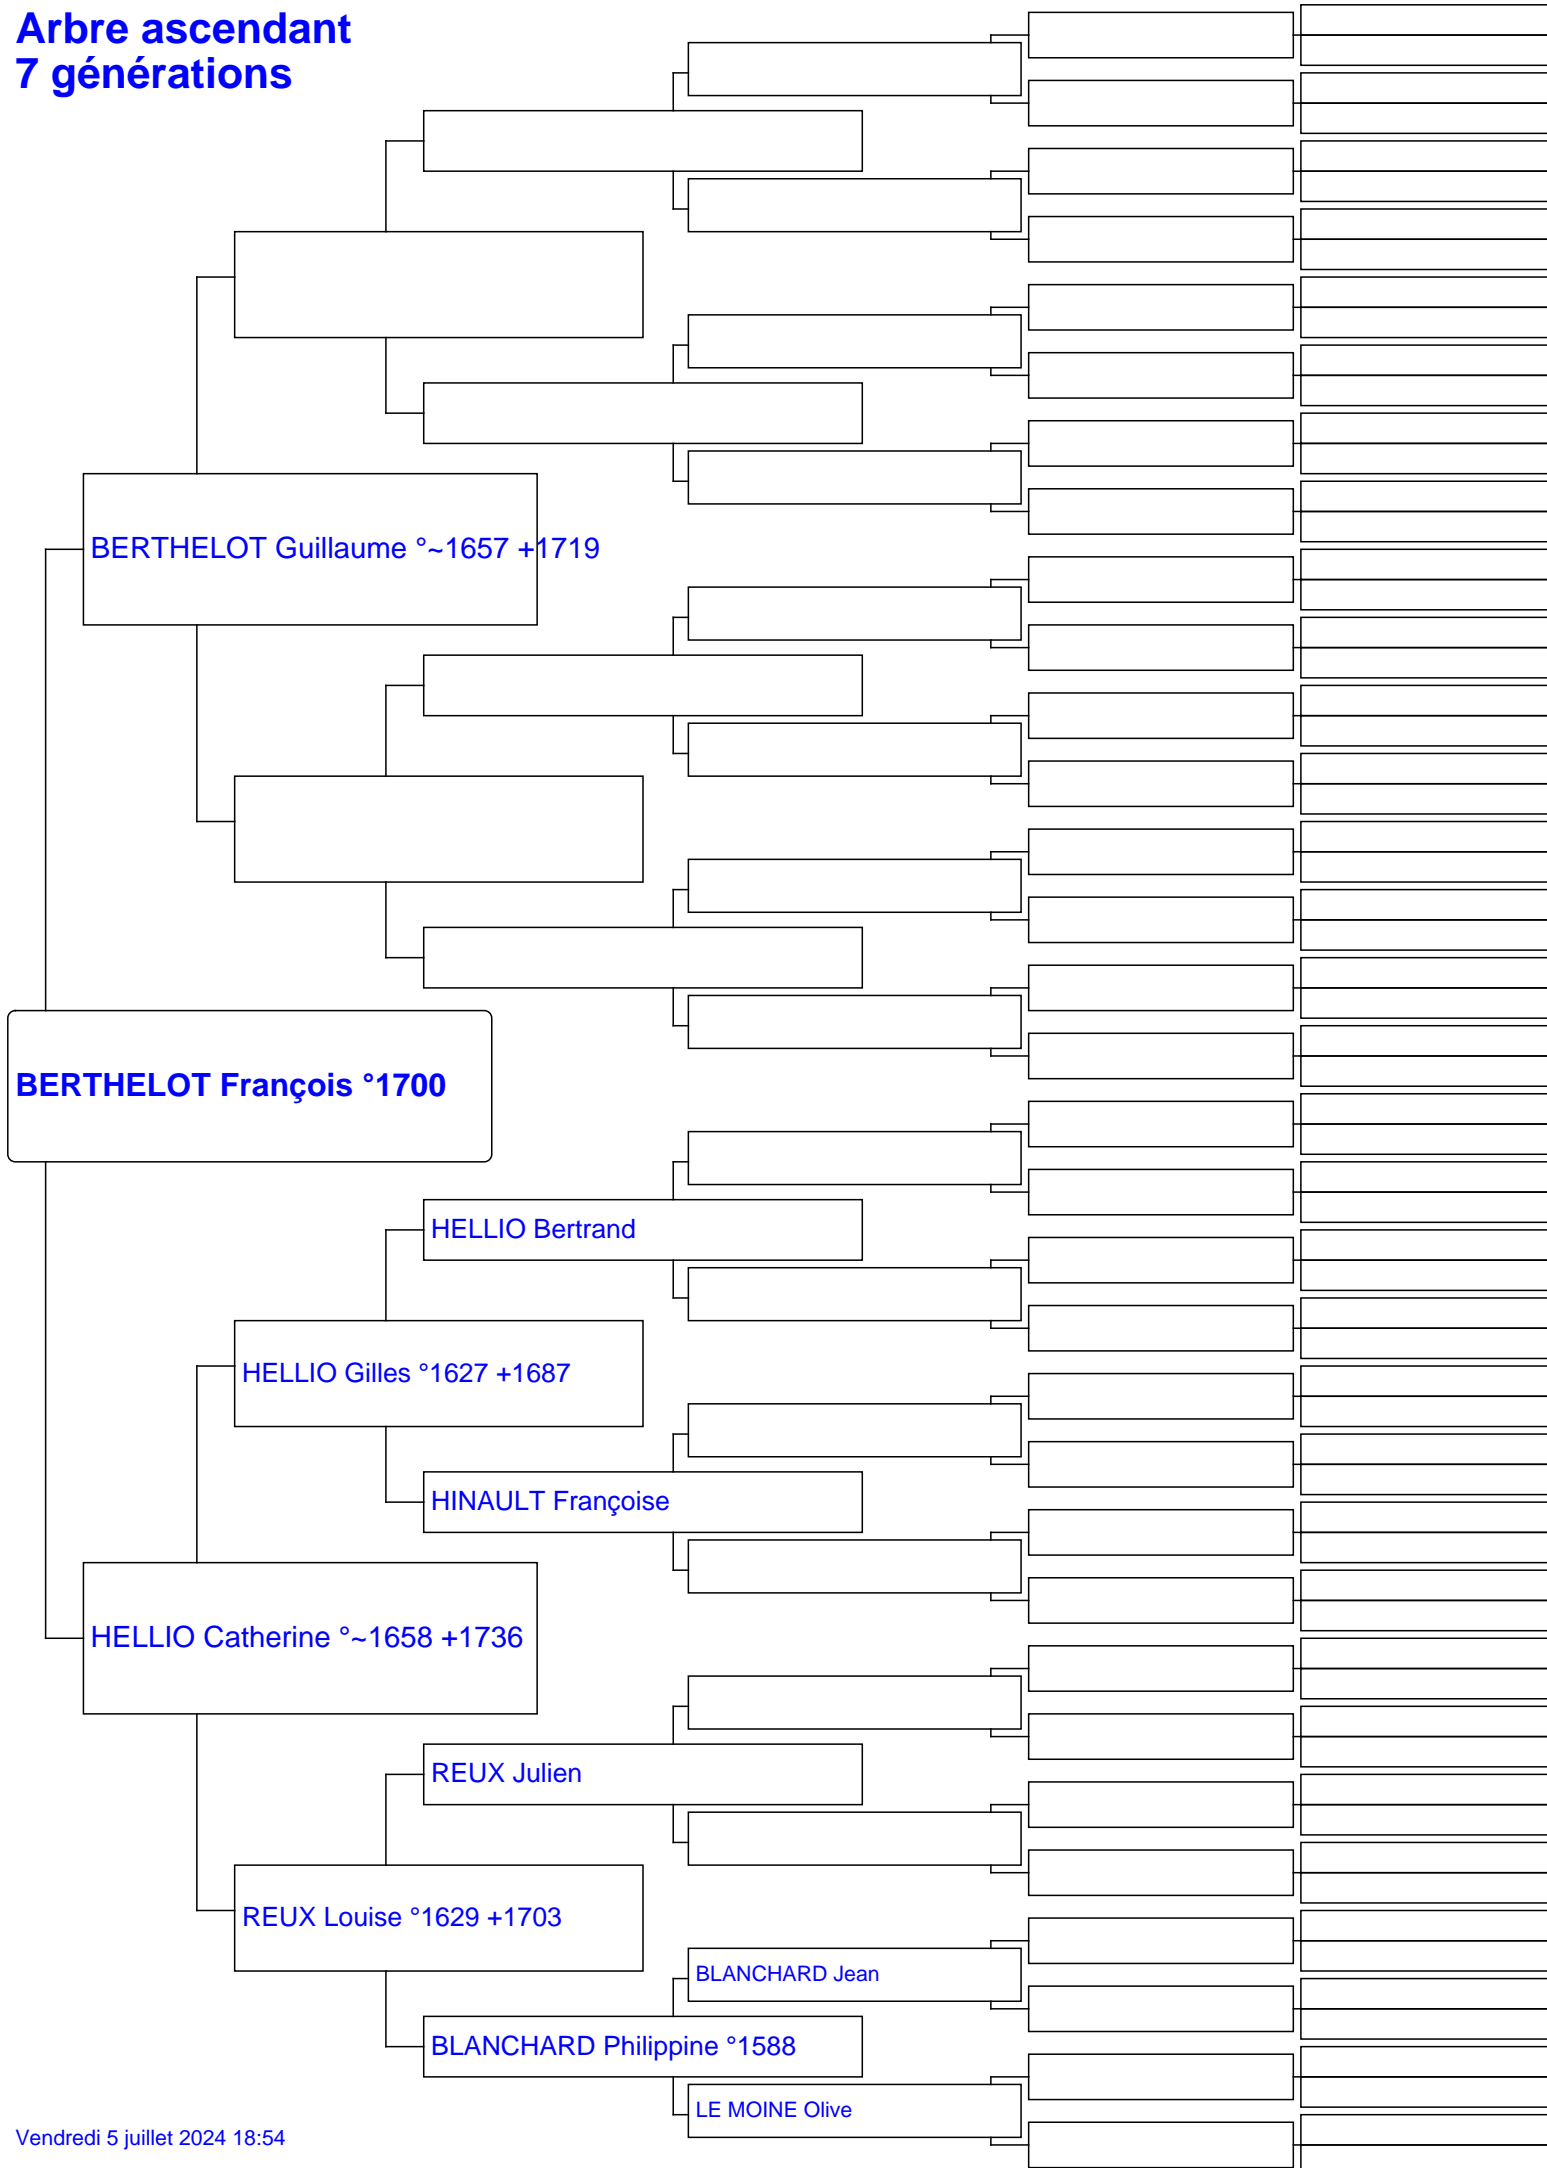 Arbre ascendant
7 générations
BERTHELOT Guillaume °~1657 +1719
BERTHELOT François °1700
HELLIO Bertrand
HELLIO Gilles °1627 +1687
HINAULT Françoise
HELLIO Catherine °~1658 +1736
REUX Julien
REUX Louise °1629 +1703
BLANCHARD Jean
BLANCHARD Philippine °1588
LE MOINE Olive
Vendredi 5 juillet 2024 18:54